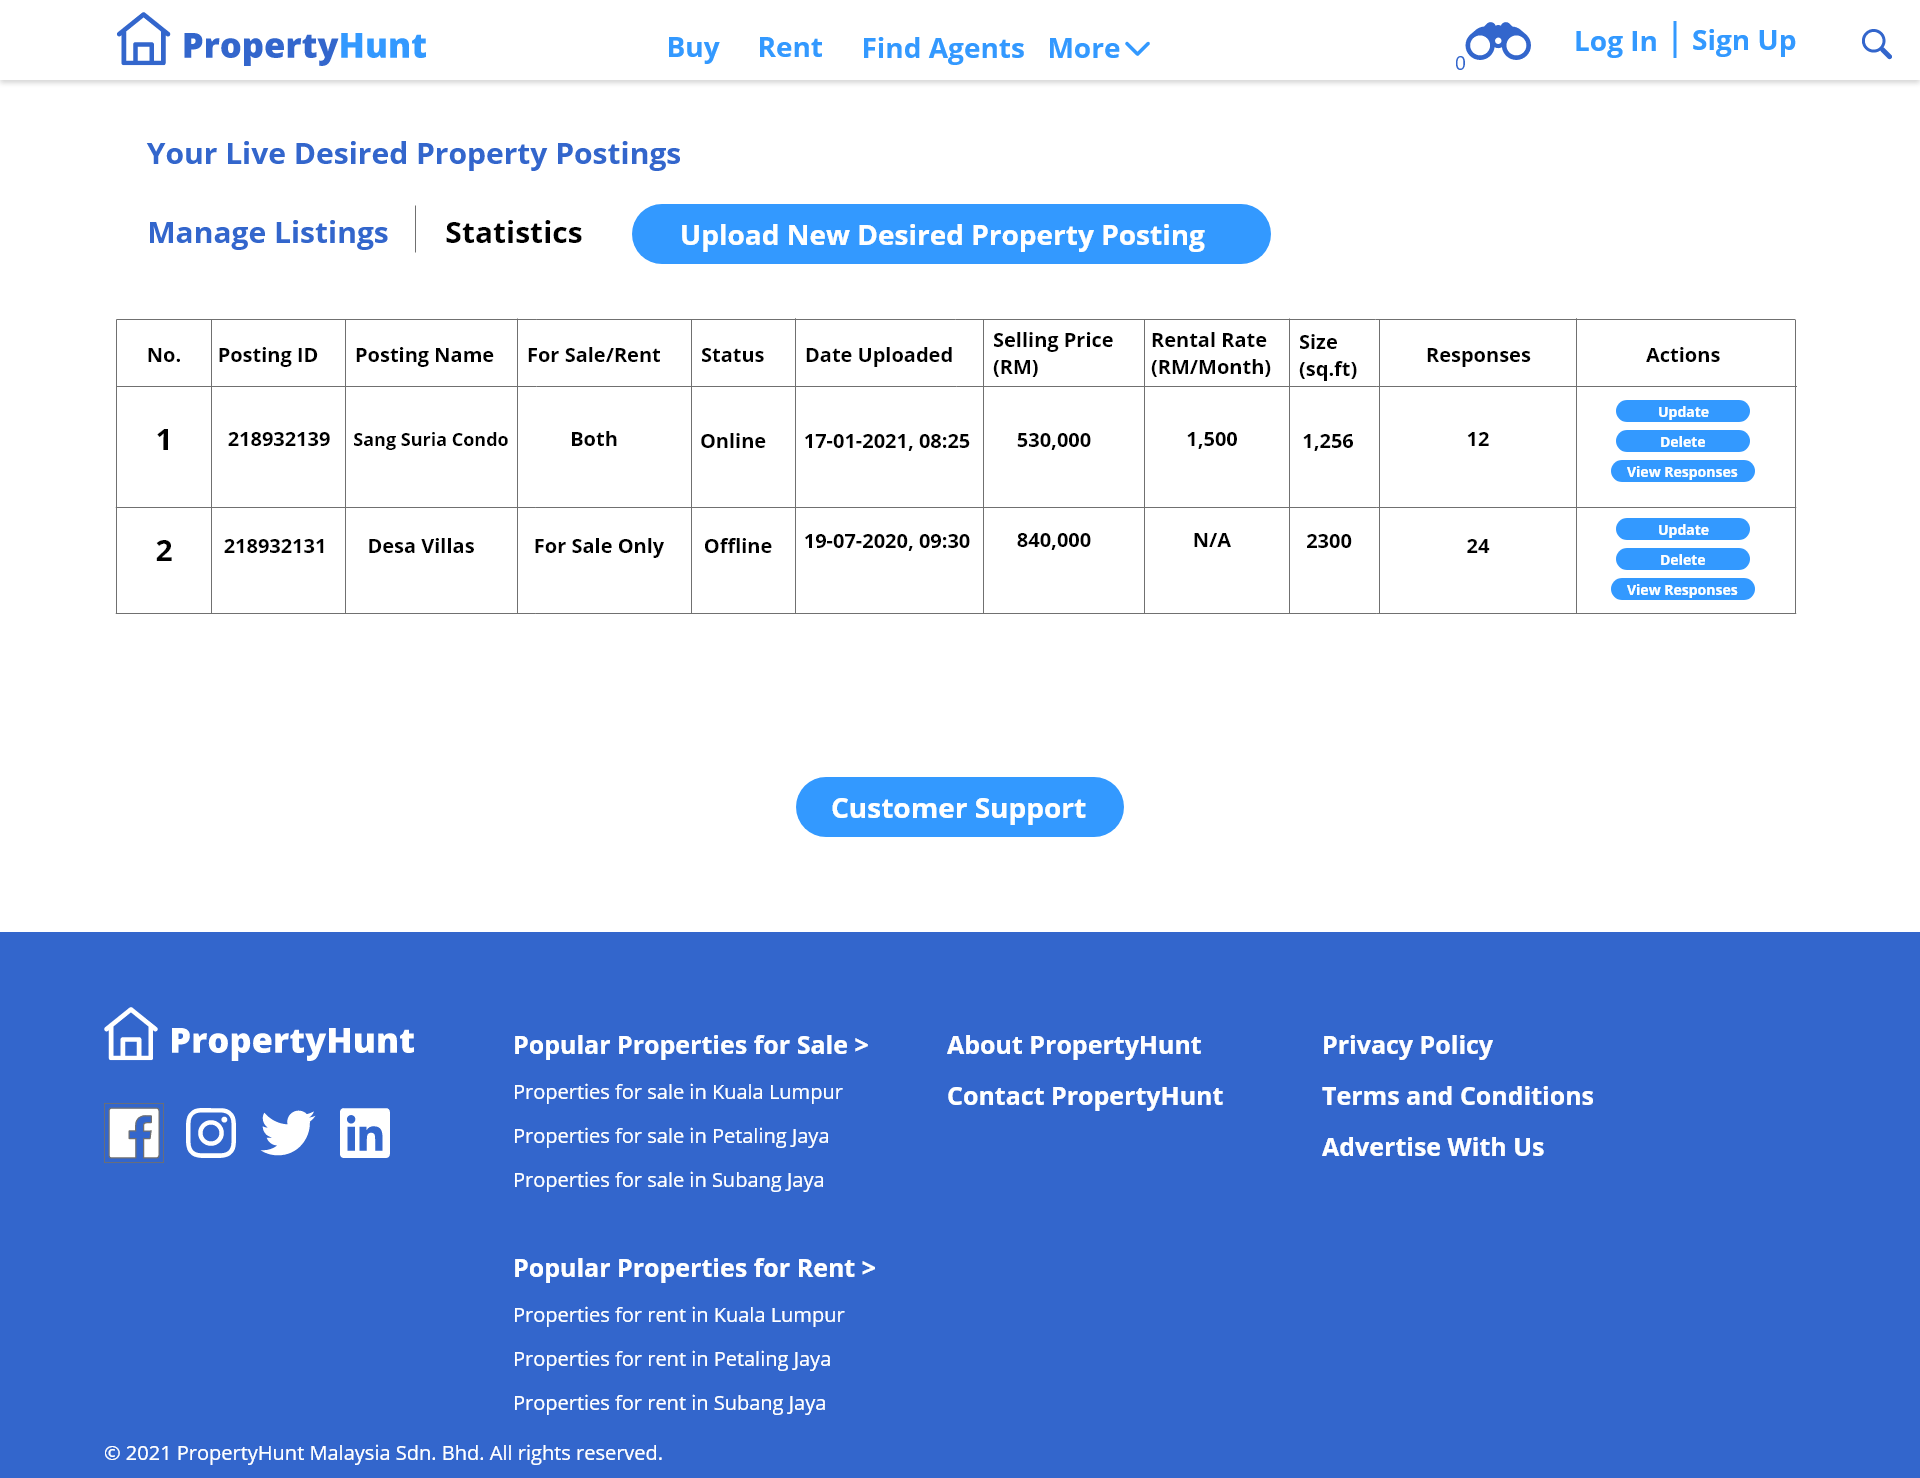 PropertyHunt
Buy Rent Find Agents More
0
Log In Sign Up
Your Live Desired Property Postings
Manage Listings Statistics Upload New Desired Property Posting
No. Posting ID Posting Name For Sale/Rent Status Date Uploaded Selling Price (RM) Rental Rate (RM/Month) Size (sq.ft) Responses Actions
1 218932139 Sang Suria Condo Both Online 17-01-2021, 08:25 530,000 1,500 1,256 12
Update
Delete
View Responses
2 218932131 Desa Villas For Sale Only Offline 19-07-2020, 09:30 840,000 N/A 2300 24
Update
Delete
View Responses
Customer Support
PropertyHunt
Popular Properties for Sale >
Properties for sale in Kuala Lumpur
Properties for sale in Petaling Jaya
Properties for sale in Subang Jaya
Popular Properties for Rent >
Properties for rent in Kuala Lumpur
Properties for rent in Petaling Jaya
Properties for rent in Subang Jaya
About PropertyHunt
Contact PropertyHunt
Privacy Policy
Terms and Conditions
Advertise With Us
© 2021 PropertyHunt Malaysia Sdn. Bhd. All rights reserved.